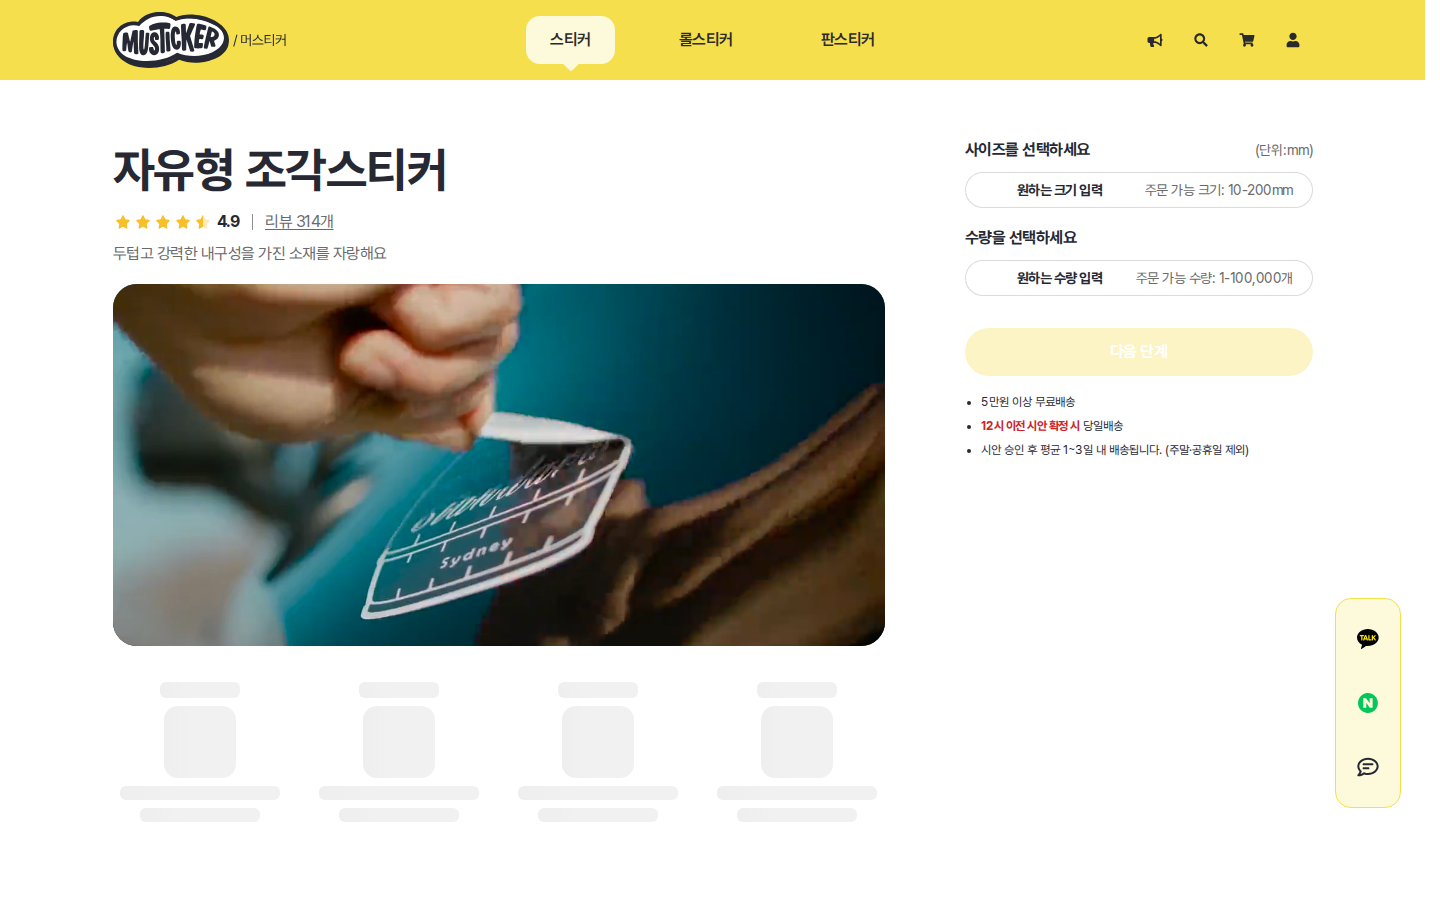 MUSTICKER / 머스티커
스티커
롤스티커
판스티커
자유형 조각스티커
4.9 | 리뷰 314개
두텁고 강력한 내구성을 가진 소재를 자랑해요
Sydney
사이즈를 선택하세요 (단위:mm)
원하는 크기 입력 주문 가능 크기: 10-200mm
수량을 선택하세요
원하는 수량 입력 주문 가능 수량: 1-100,000개
다음 단계
• 5만원 이상 무료배송
• 12시 이전 시안 확정 시 당일배송
• 시안 승인 후 평균 1~3일 내 배송됩니다. (주말·공휴일 제외)
TALK
N